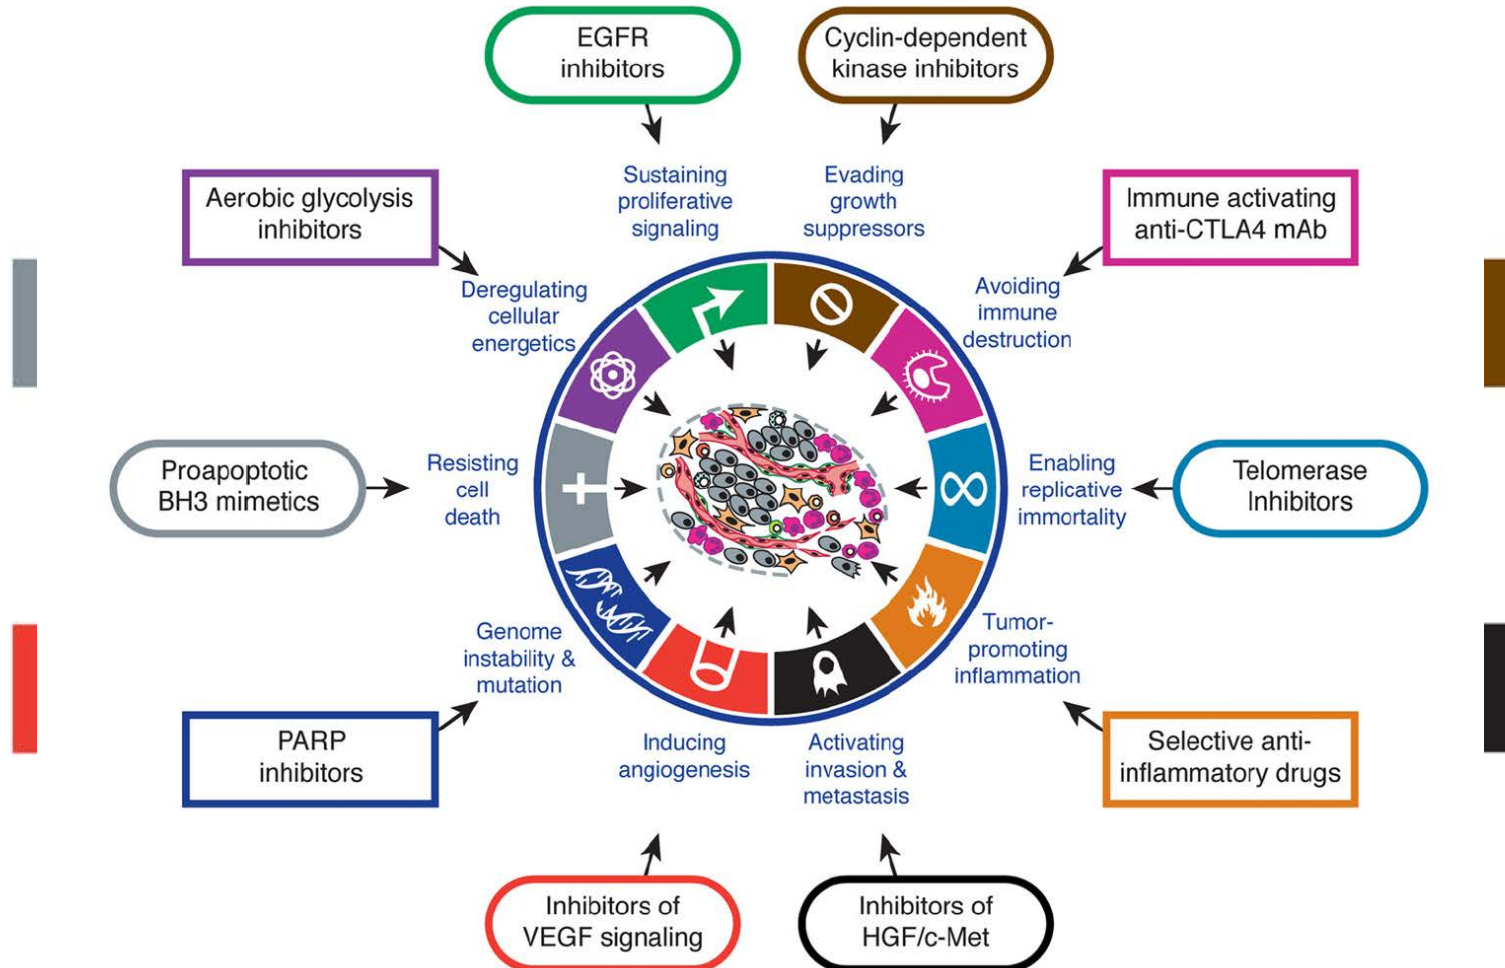 EGFR
inhibitors
Cyclin-dependent
kinase inhibitors
Sustaining
proliferative
signaling
Evading
growth
suppressors
Aerobic glycolysis
inhibitors
Immune activating
anti-CTLA4 mAb
Deregulating
cellular
energetics
Avoiding
immune
destruction
Proapoptotic
BH3 mimetics
Resisting
cell
death
Enabling
replicative
immortality
Telomerase
Inhibitors
Genome
instability &
mutation
Tumor-
promoting
inflammation
PARP
inhibitors
Inducing
angiogenesis
Activating
invasion &
metastasis
Selective anti-
inflammatory drugs
Inhibitors of
VEGF signaling
Inhibitors of
HGF/c-Met